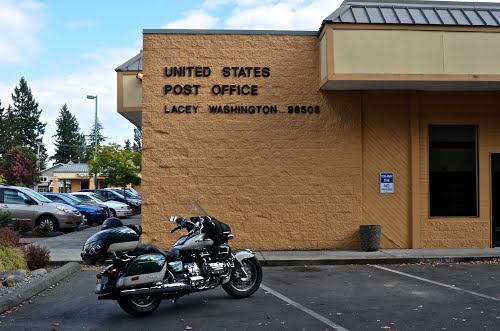 UNITED STATES
POST OFFICE
LACEY WASHINGTON 98503